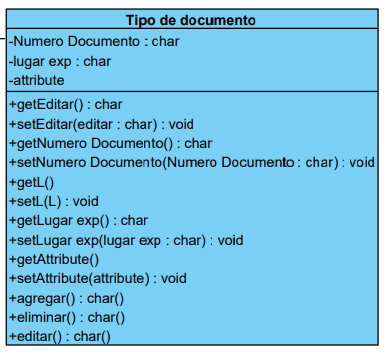 Tipo de documento
-Numero Documento : char
-lugar exp : char
-attribute
+getEditar() : char
+setEditar(editar : char) : void
+getNumero Documento() : char
+setNumero Documento(Numero Documento : char) : void
+getL()
+setL(L) : void
+getLugar exp() : char
+setLugar exp(lugar exp : char) : void
+getAttribute()
+setAttribute(attribute) : void
+agregar() : char()
+eliminar() : char()
+editar() : char()